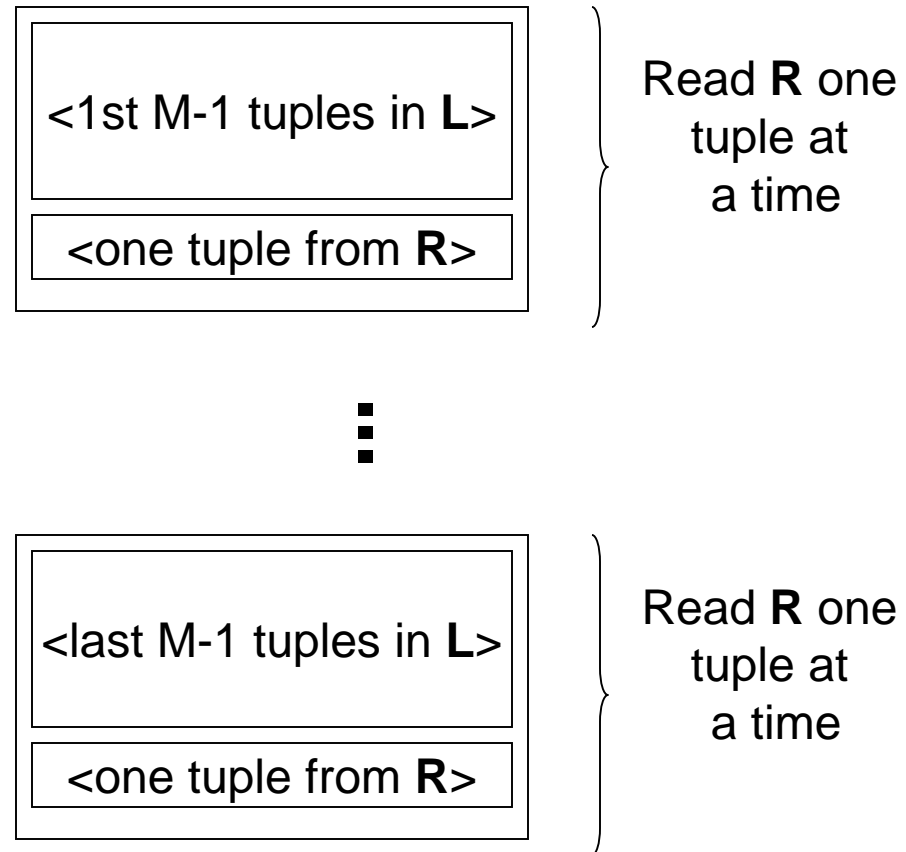 <1st M-1 tuples in L>
<one tuple from R>
Read R one
tuple at
a time
<last M-1 tuples in L>
<one tuple from R>
Read R one
tuple at
a time